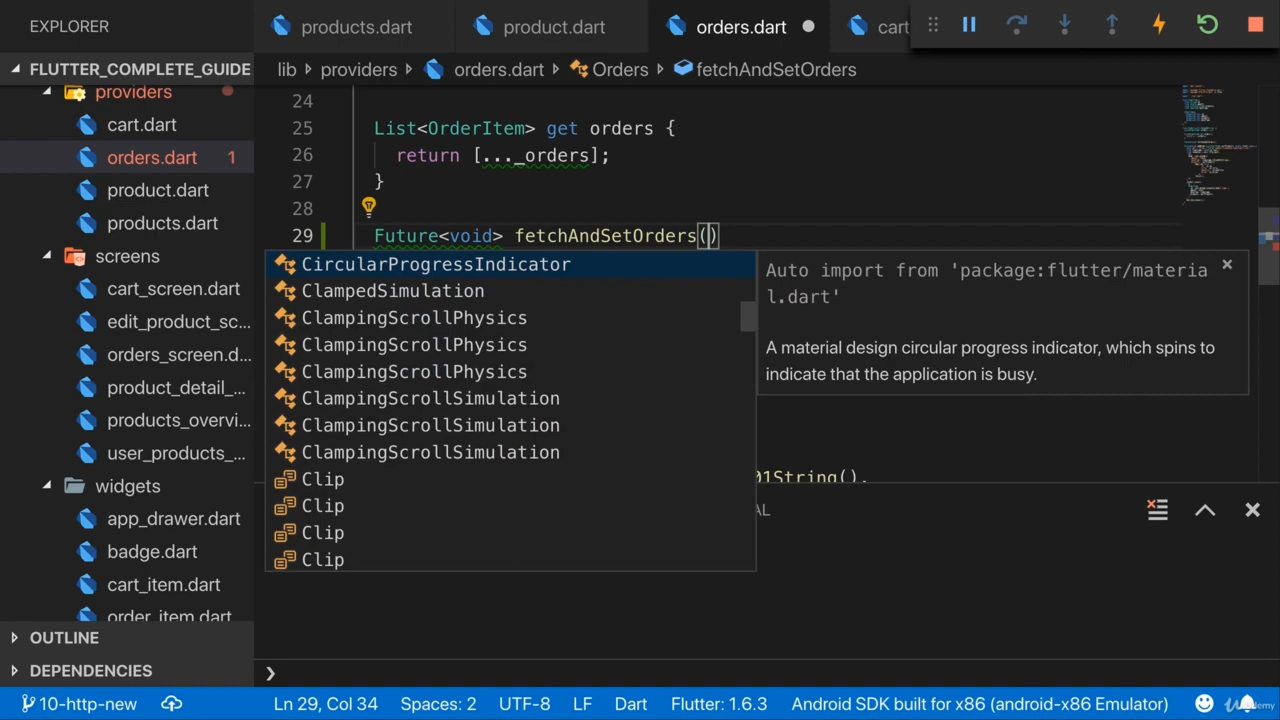 EXPLORER
products.dart
product.dart
orders.dart
cart
FLUTTER_COMPLETE_GUIDE
lib › providers › orders.dart › Orders › fetchAndSetOrders
providers
cart.dart
orders.dart 1
product.dart
products.dart
screens
cart_screen.dart
edit_product_sc...
orders_screen.d...
product_detail_...
products_overvi...
user_products_...
widgets
app_drawer.dart
badge.dart
cart_item.dart
order_item.dart
OUTLINE
DEPENDENCIES
24
25 List<OrderItem> get orders {
26 return [..._orders];
27 }
28
29 Future<void> fetchAndSetOrders()
CircularProgressIndicator
ClampedSimulation
ClampingScrollPhysics
ClampingScrollPhysics
ClampingScrollPhysics
ClampingScrollSimulation
ClampingScrollSimulation
ClampingScrollSimulation
Clip
Clip
Clip
Clip
Auto import from 'package:flutter/materia
l.dart'
A material design circular progress indicator, which spins to
indicate that the application is busy.
01String(),
AL
10-http-new
Ln 29, Col 34
Spaces: 2
UTF-8
LF
Dart
Flutter: 1.6.3
Android SDK built for x86 (android-x86 Emulator)
Udemy